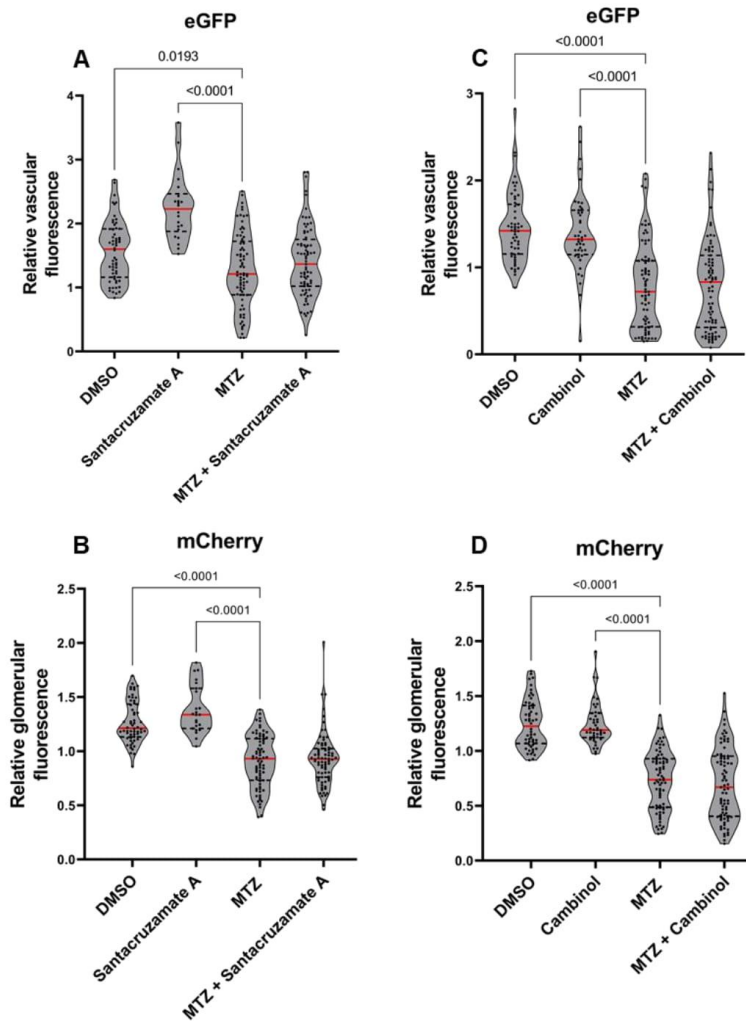 eGFP
A
0.0193
<0.0001
4
3
2
1
0
Relative vascular
fluorescence
DMSO
Santacruzamate A
MTZ
MTZ + Santacruzamate A
eGFP
C
<0.0001
<0.0001
3
2
1
0
Relative vascular
fluorescence
DMSO
Cambinol
MTZ
MTZ + Cambinol
B
mCherry
<0.0001
<0.0001
2.5
2.0
1.5
1.0
0.5
0.0
Relative glomerular
fluorescence
DMSO
Santacruzamate A
MTZ
MTZ + Santacruzamate A
D
mCherry
<0.0001
<0.0001
2.5
2.0
1.5
1.0
0.5
0.0
Relative glomerular
fluorescence
DMSO
Cambinol
MTZ
MTZ + Cambinol